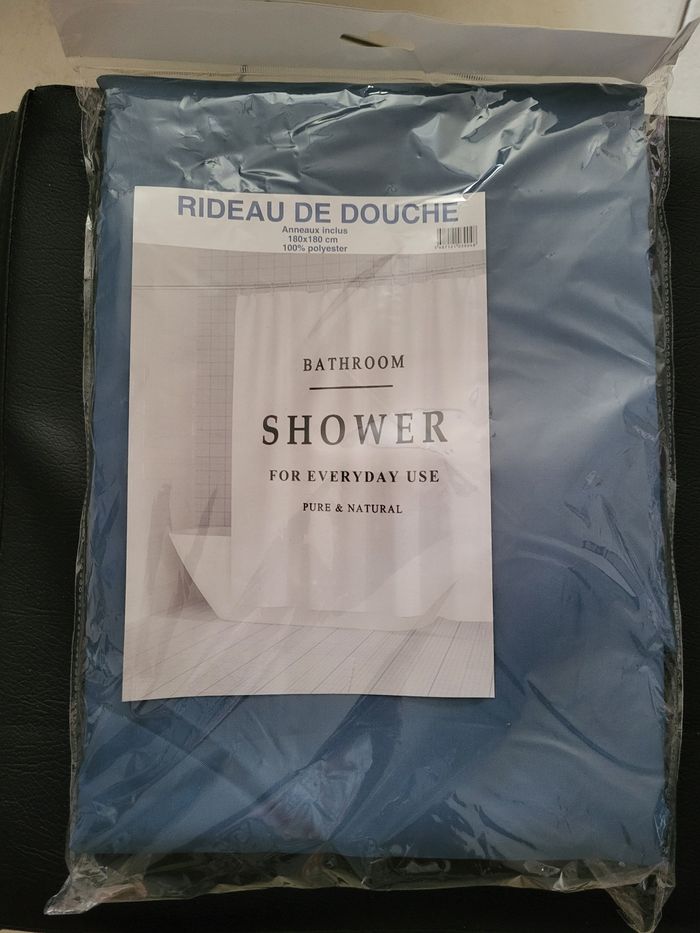 RIDEAU DE DOUCHE
Anneaux inclus
180x180 cm
100% polyester
BATHROOM
SHOWER
FOR EVERYDAY USE
PURE & NATURAL